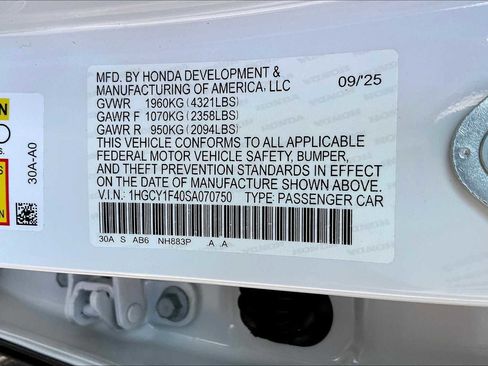 MFD. BY HONDA DEVELOPMENT &
MANUFACTURING OF AMERICA, LLC
09/'25
GVWR 1960KG (4321LBS)
GAWR F 1070KG (2358LBS)
GAWR R 950KG (2094LBS)
THIS VEHICLE CONFORMS TO ALL APPLICABLE
FEDERAL MOTOR VEHICLE SAFETY, BUMPER,
AND THEFT PREVENTION STANDARDS IN EFFECT
ON THE DATE OF MANUFACTURE SHOWN ABOVE.
V.I.N.: 1HGCY1F40SA070750 TYPE: PASSENGER CAR
30A S AB6 NH883P .A .A
30A-A0